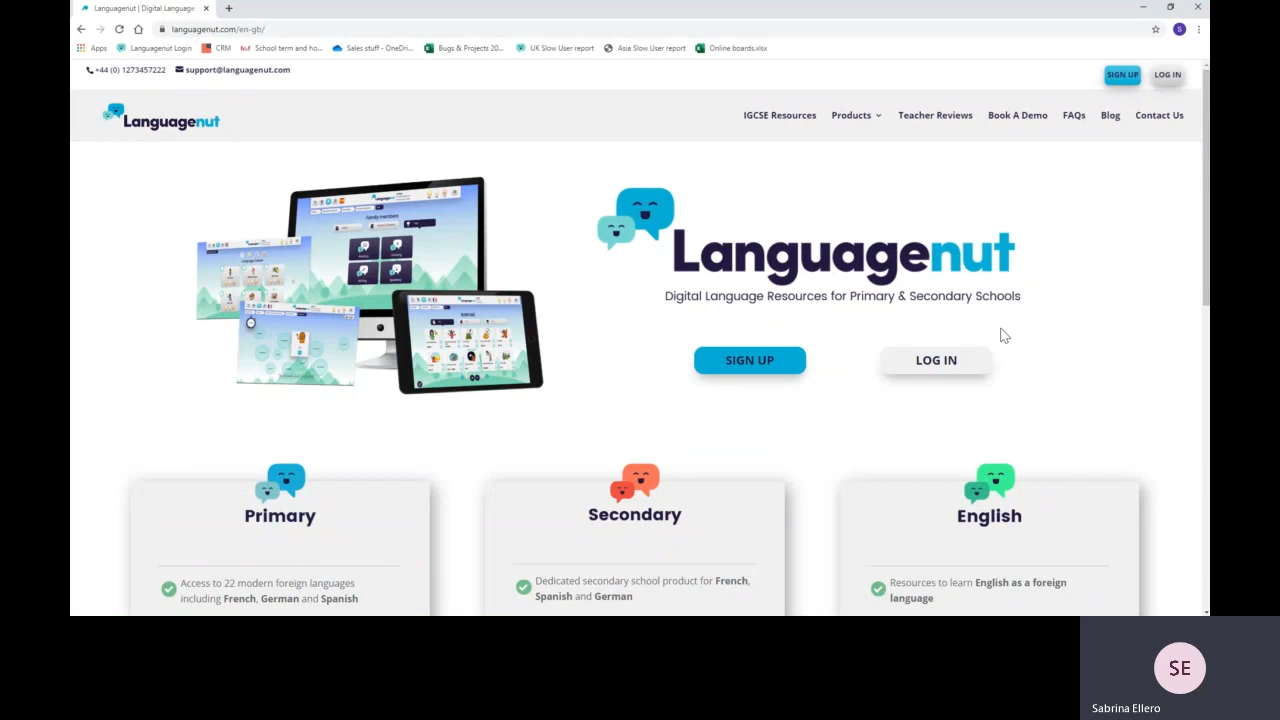 Languagenut | Digital Language
languagenut.com/en-gb/
S
Apps
Languagenut Login
CRM
School term and ho...
Sales stuff - OneDri...
Bugs & Projects 20...
UK Slow User report
Asia Slow User report
Online boards.xlsx
+44 (0) 1273457222
support@languagenut.com
SIGN UP
LOG IN
Languagenut
IGCSE Resources
Products
Teacher Reviews
Book A Demo
FAQs
Blog
Contact Us
Family members
Languagenut
Digital Language Resources for Primary & Secondary Schools
SIGN UP
LOG IN
Primary
Access to 22 modern foreign languages
including French, German and Spanish
Secondary
Dedicated secondary school product for French,
Spanish and German
English
Resources to learn English as a foreign
language
SE
Sabrina Ellero